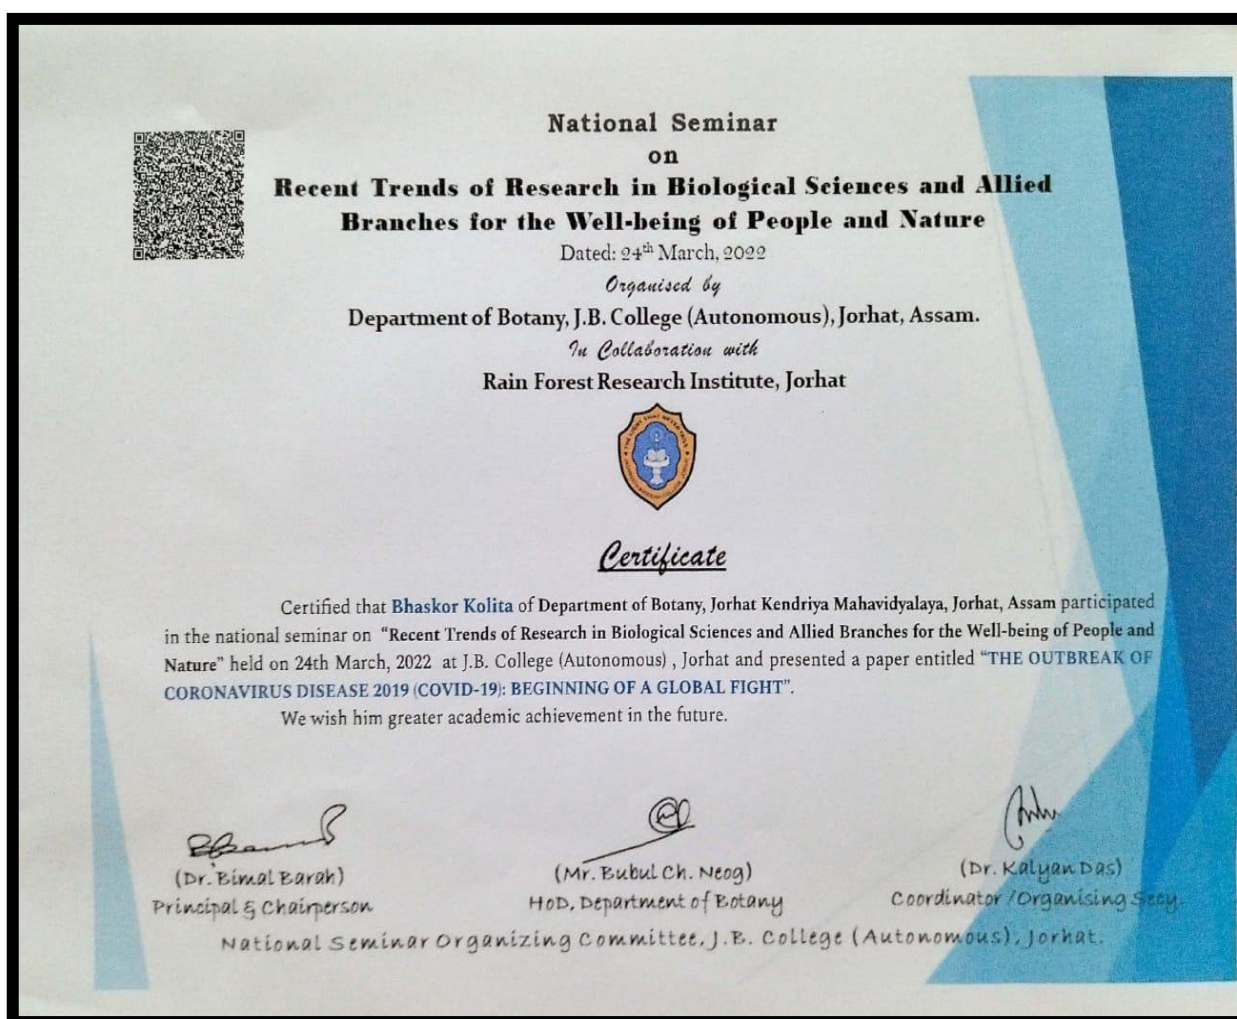 National Seminar
on
Recent Trends of Research in Biological Sciences and Allied
Branches for the Well-being of People and Nature
Dated: 24th March, 2022
Organised by
Department of Botany, J.B. College (Autonomous), Jorhat, Assam.
In Collaboration with
Rain Forest Research Institute, Jorhat
THE LIGHT THAT NEVER FAILS
Certificate
Certified that Bhaskor Kolita of Department of Botany, Jorhat Kendriya Mahavidyalaya, Jorhat, Assam participated
in the national seminar on "Recent Trends of Research in Biological Sciences and Allied Branches for the Well-being of People and
Nature" held on 24th March, 2022 at J.B. College (Autonomous) , Jorhat and presented a paper entitled "THE OUTBREAK OF
CORONAVIRUS DISEASE 2019 (COVID-19): BEGINNING OF A GLOBAL FIGHT".
We wish him greater academic achievement in the future.
(Dr. Bimal Barah) (Mr. Bubul Ch. Neog) (Dr. Kalyan Das)
Principal & Chairperson HoD, Department of Botany Coordinator /Organising Secy.
National Seminar Organizing Committee, J.B. College (Autonomous), Jorhat.